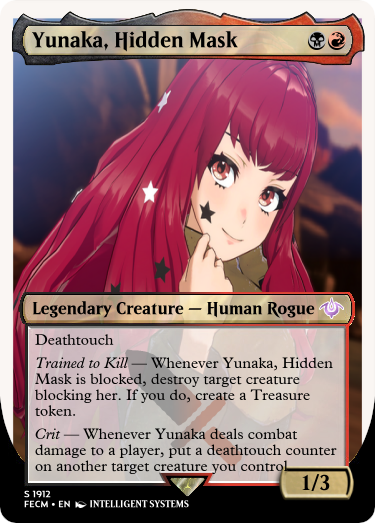 Yunaka, Hidden Mask
Legendary Creature — Human Rogue
Deathtouch
Trained to Kill — Whenever Yunaka, Hidden
Mask is blocked, destroy target creature
blocking her. If you do, create a Treasure
token.
Crit — Whenever Yunaka deals combat
damage to a player, put a deathtouch counter
on another target creature you control.
1/3
S 1912
FECM • EN INTELLIGENT SYSTEMS